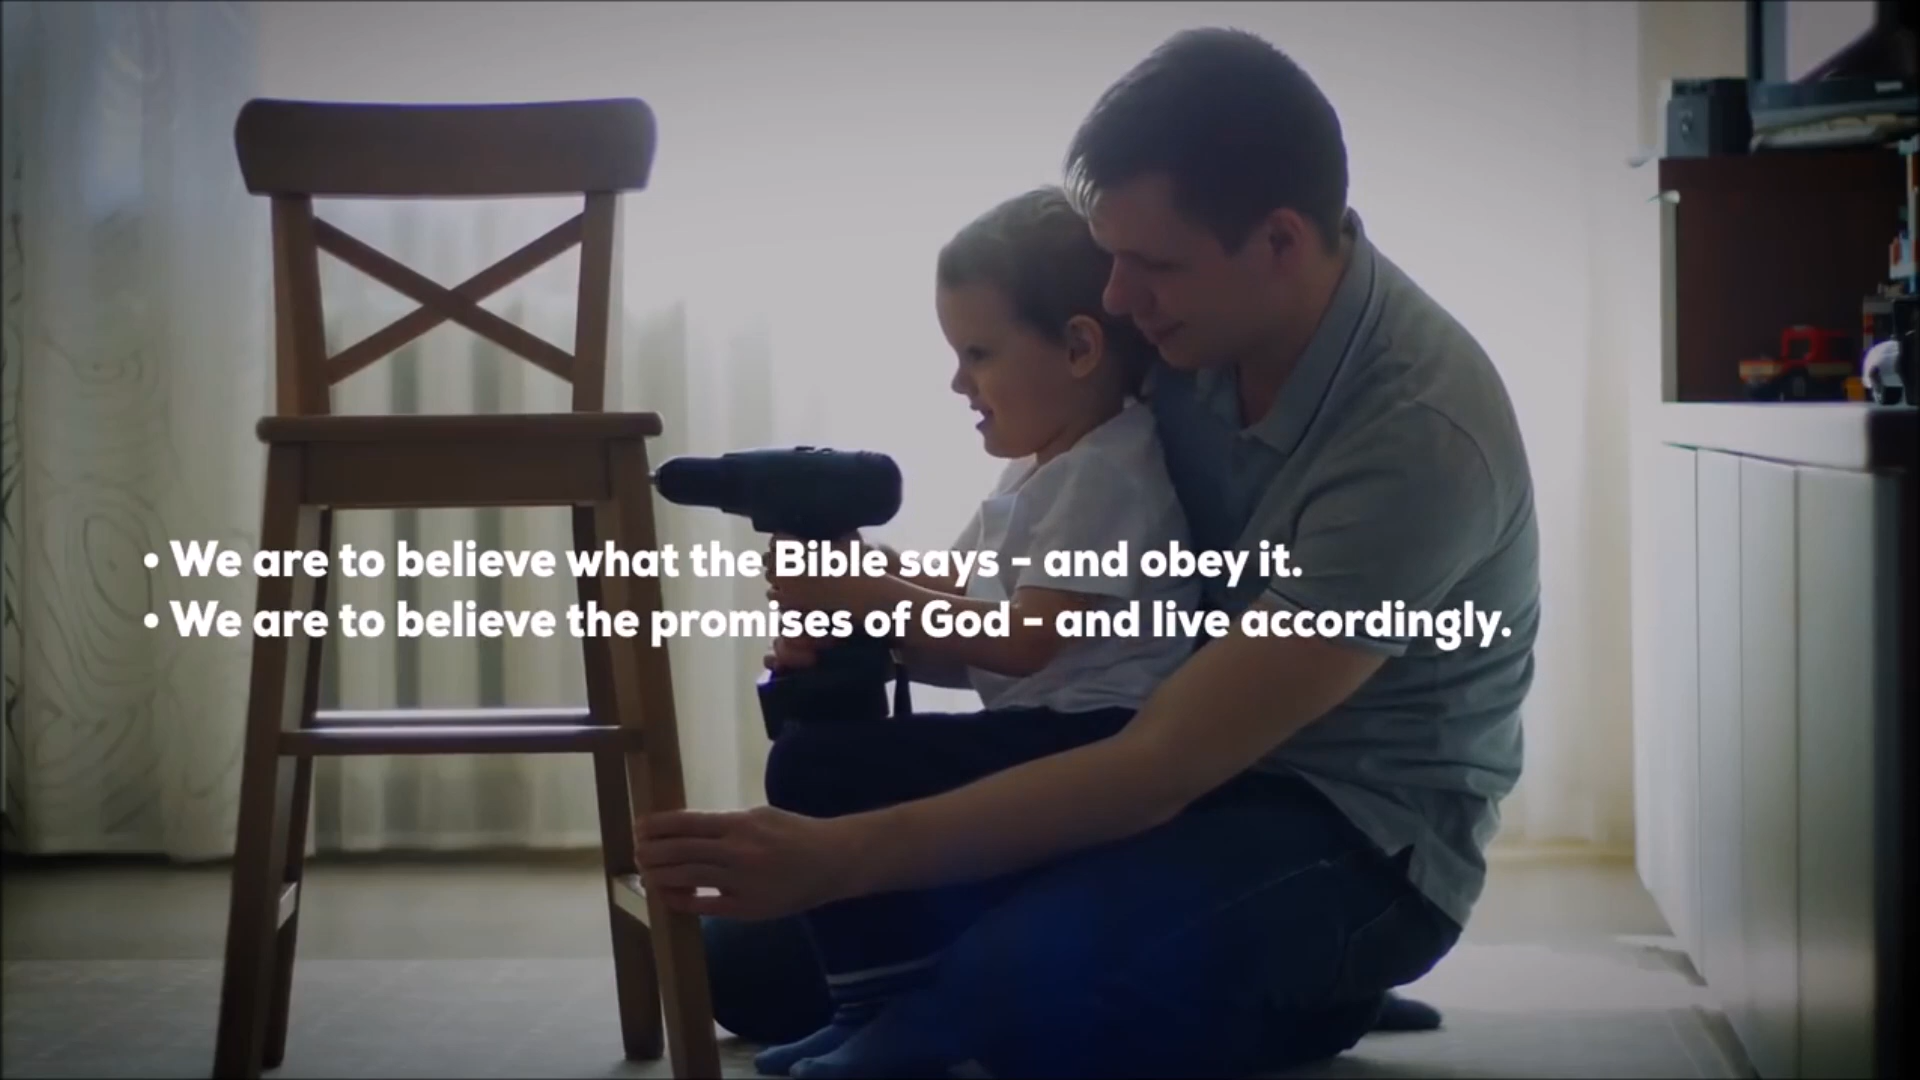 • We are to believe what the Bible says - and obey it.
• We are to believe the promises of God - and live accordingly.